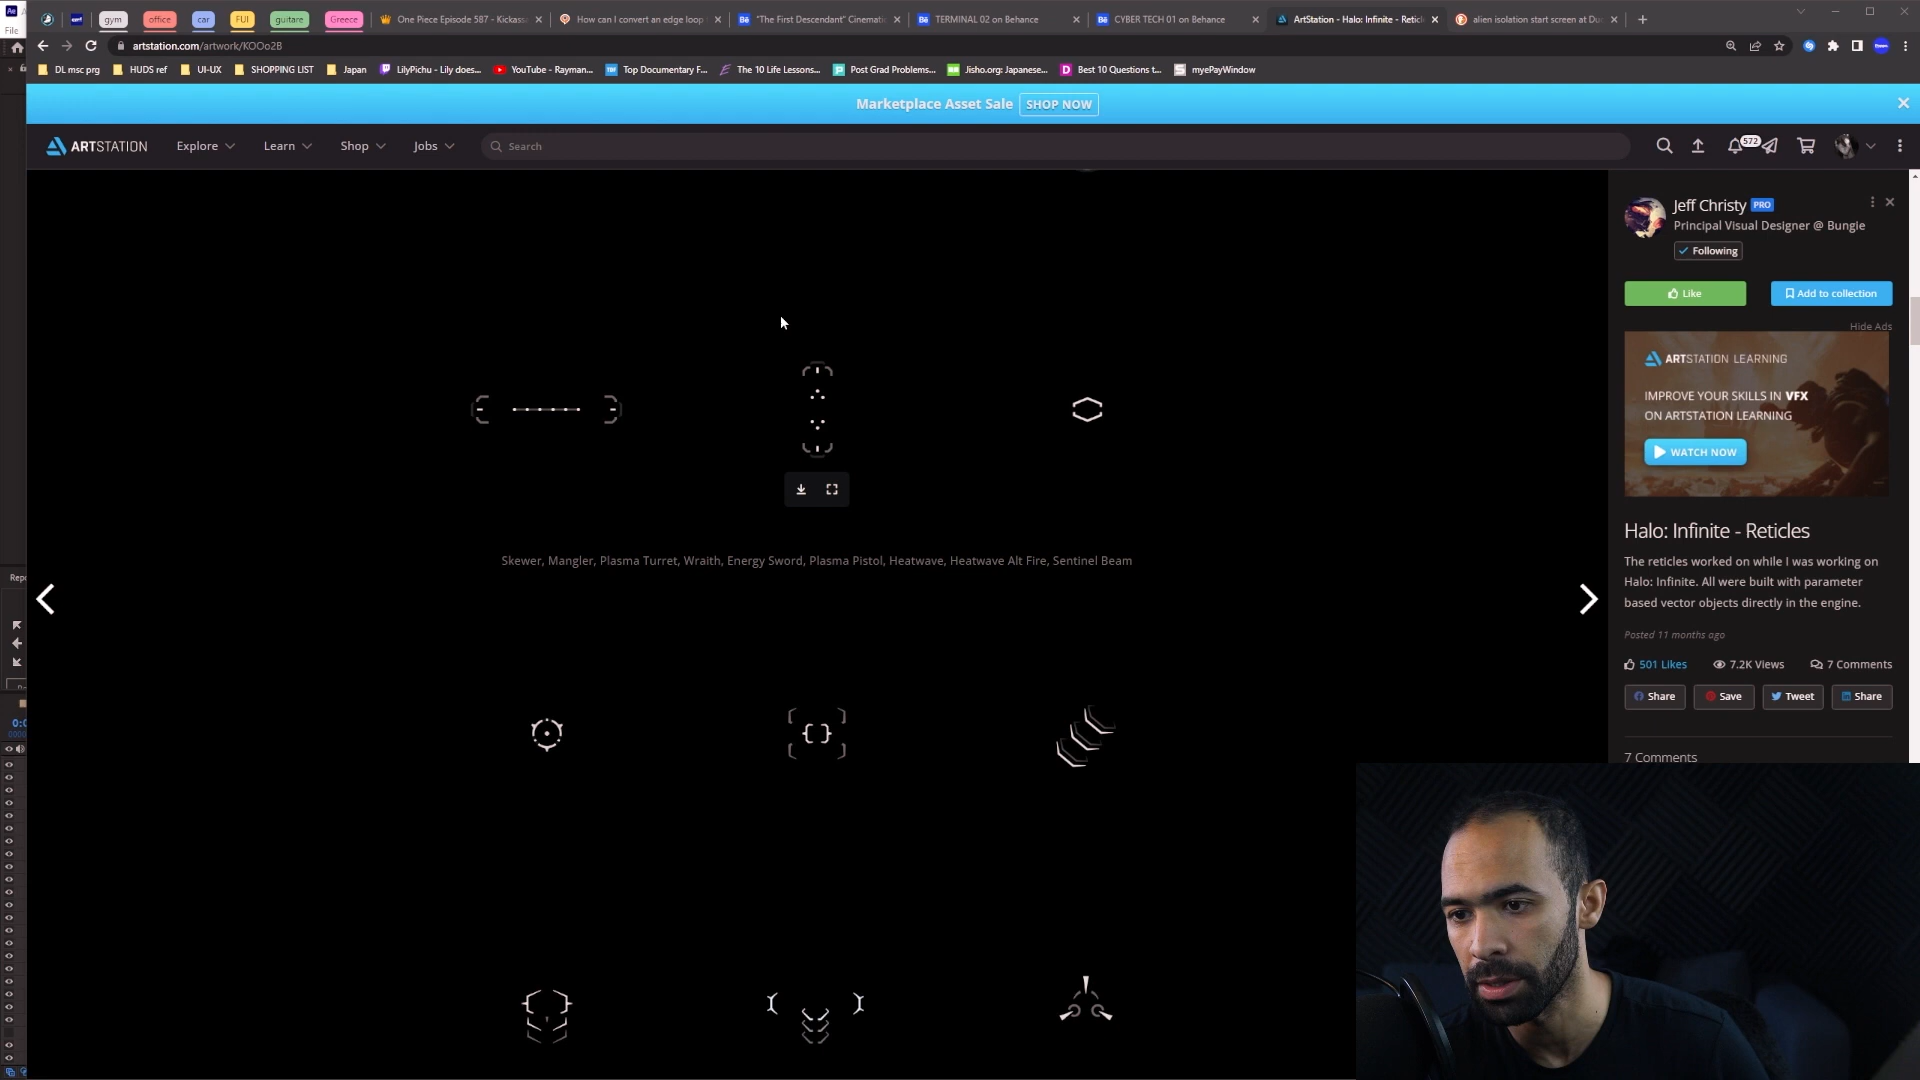 gym
office
car
FUI
guitare
Greece
One Piece Episode 587 - Kickass
How can I convert an edge loop
"The First Descendant" Cinemati
TERMINAL 02 on Behance
CYBER TECH 01 on Behance
ArtStation - Halo: Infinite - Reticl
alien isolation start screen at Du
File
artstation.com/artwork/KOOo2B
DL msc prg
HUDS ref
UI-UX
SHOPPING LIST
Japan
LilyPichu - Lily does...
YouTube - Rayman...
Top Documentary F...
The 10 Life Lessons...
Post Grad Problems...
Jisho.org: Japanese...
Best 10 Questions t...
myePayWindow
Marketplace Asset Sale
SHOP NOW
ARTSTATION
Explore
Learn
Shop
Jobs
Search
572
Jeff Christy PRO
Principal Visual Designer @ Bungie
Following
Like
Add to collection
Hide Ads
ARTSTATION LEARNING
IMPROVE YOUR SKILLS IN VFX
ON ARTSTATION LEARNING
WATCH NOW
Skewer, Mangler, Plasma Turret, Wraith, Energy Sword, Plasma Pistol, Heatwave, Heatwave Alt Fire, Sentinel Beam
Halo: Infinite - Reticles
The reticles worked on while I was working on
Halo: Infinite. All were built with parameter
based vector objects directly in the engine.
Posted 11 months ago
501 Likes
7.2K Views
7 Comments
Share
Save
Tweet
Share
7 Comments